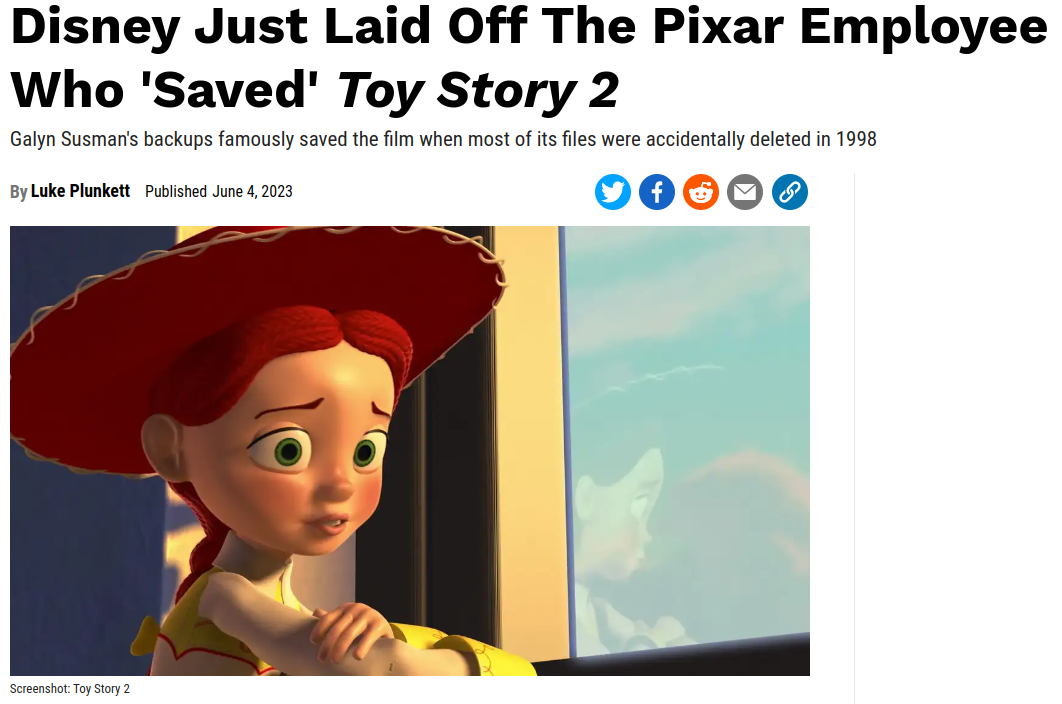 Disney Just Laid Off The Pixar Employee
Who 'Saved' Toy Story 2
Galyn Susman's backups famously saved the film when most of its files were accidentally deleted in 1998
By Luke Plunkett Published June 4, 2023
Screenshot: Toy Story 2